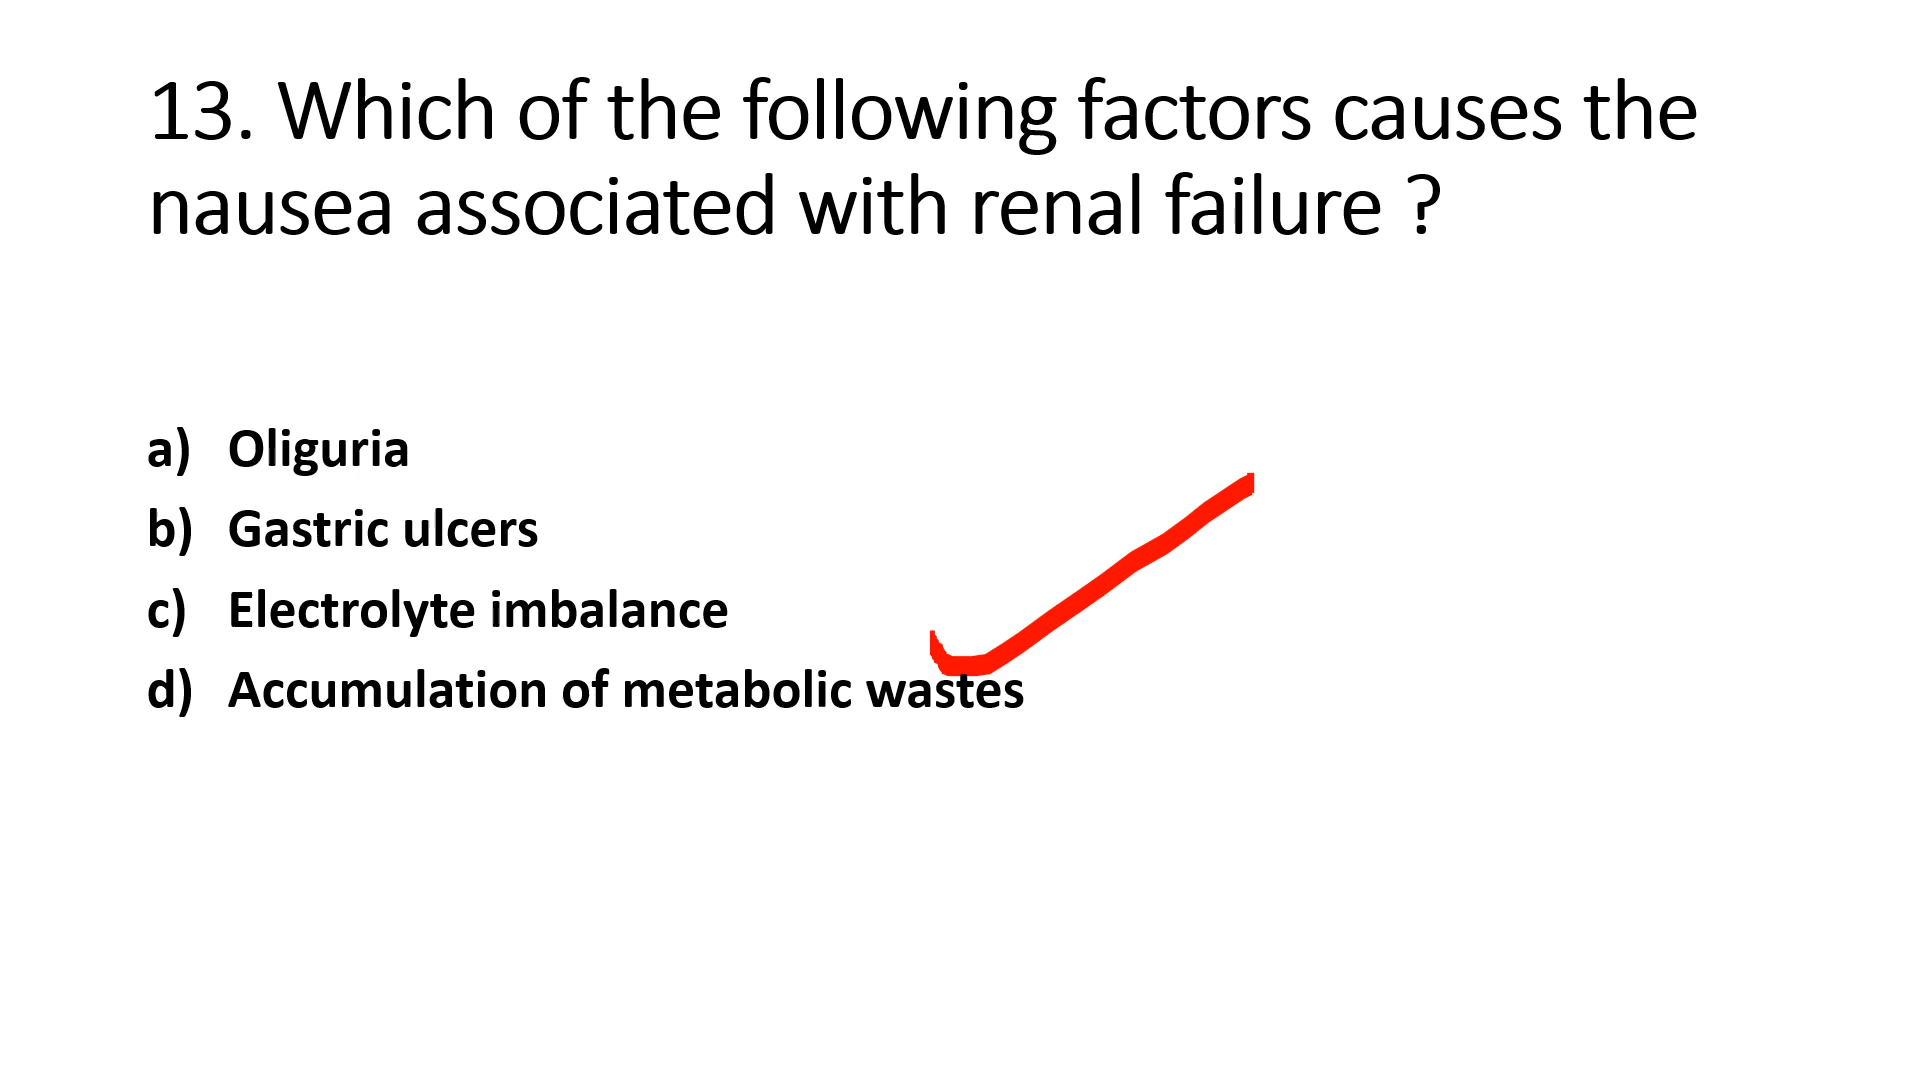 13. Which of the following factors causes the
nausea associated with renal failure ?
a) Oliguria
b) Gastric ulcers
c) Electrolyte imbalance
d) Accumulation of metabolic wastes